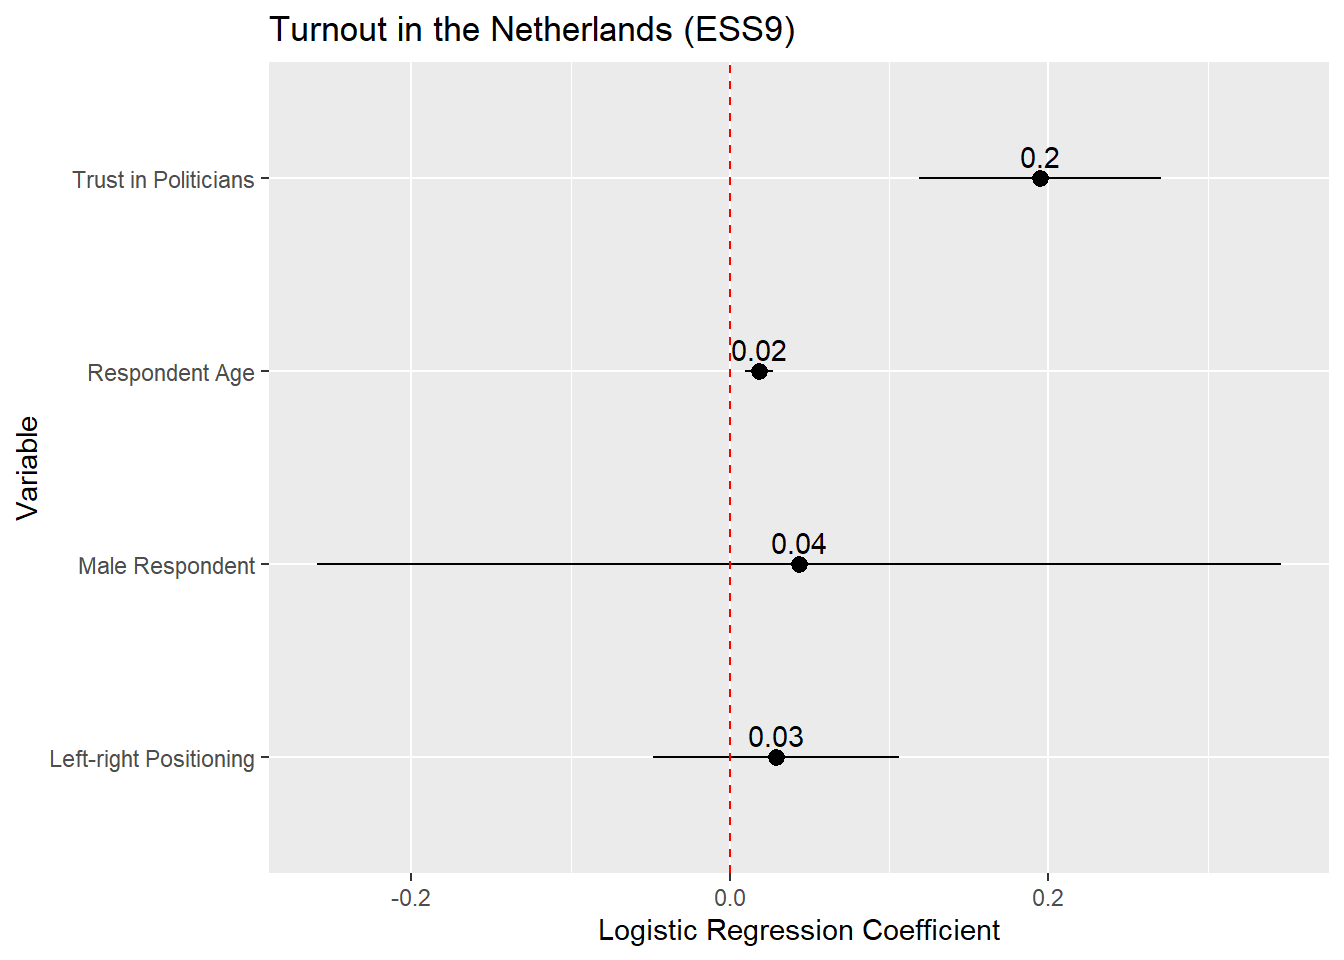 Turnout in the Netherlands (ESS9)
Variable
Trust in Politicians
0.2
Respondent Age
0.02
Male Respondent
0.04
Left-right Positioning
0.03
-0.2 0.0 0.2
Logistic Regression Coefficient